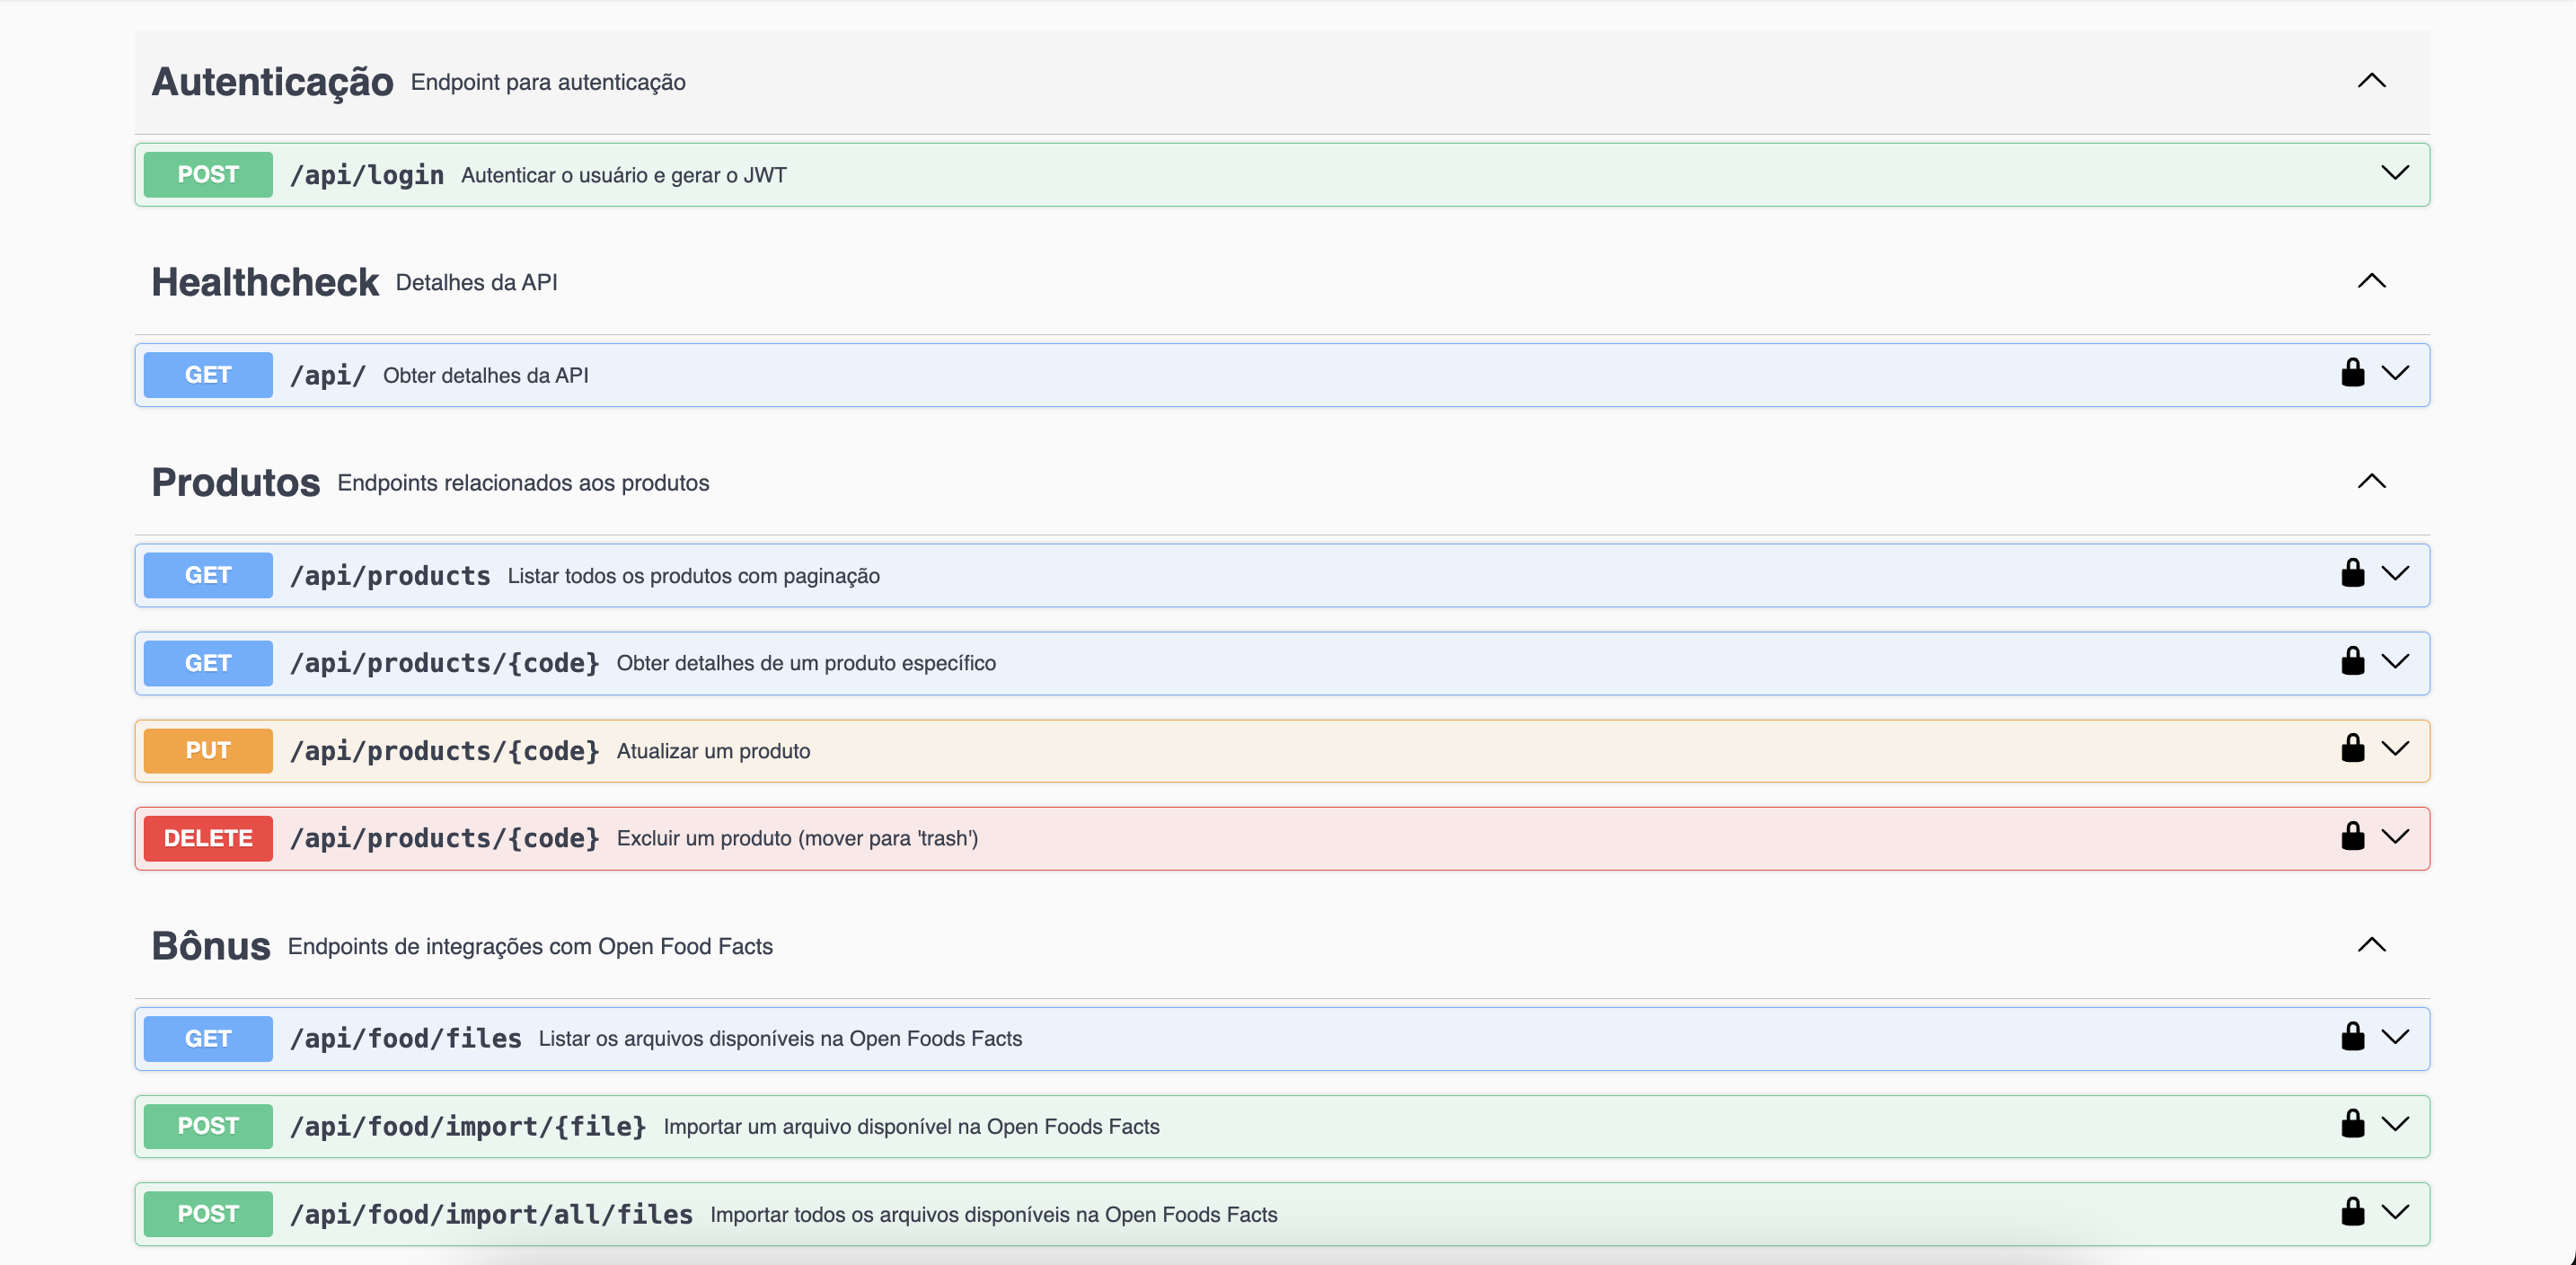 Autenticação Endpoint para autenticação
POST /api/login Autenticar o usuário e gerar o JWT
Healthcheck Detalhes da API
GET /api/ Obter detalhes da API
Produtos Endpoints relacionados aos produtos
GET /api/products Listar todos os produtos com paginação
GET /api/products/{code} Obter detalhes de um produto específico
PUT /api/products/{code} Atualizar um produto
DELETE /api/products/{code} Excluir um produto (mover para 'trash')
Bônus Endpoints de integrações com Open Food Facts
GET /api/food/files Listar os arquivos disponíveis na Open Foods Facts
POST /api/food/import/{file} Importar um arquivo disponível na Open Foods Facts
POST /api/food/import/all/files Importar todos os arquivos disponíveis na Open Foods Facts